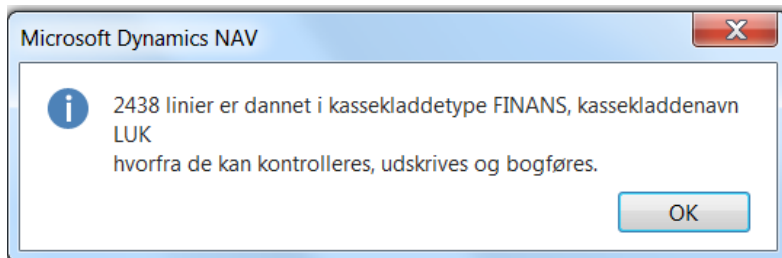 Microsoft Dynamics NAV
2438 linier er dannet i kassekladdetype FINANS, kassekladdenavn
LUK
hvorfra de kan kontrolleres, udskrives og bogføres.
OK